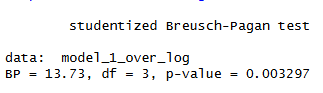 studentized Breusch-Pagan test
data:  model_1_over_log
BP = 13.73, df = 3, p-value = 0.003297